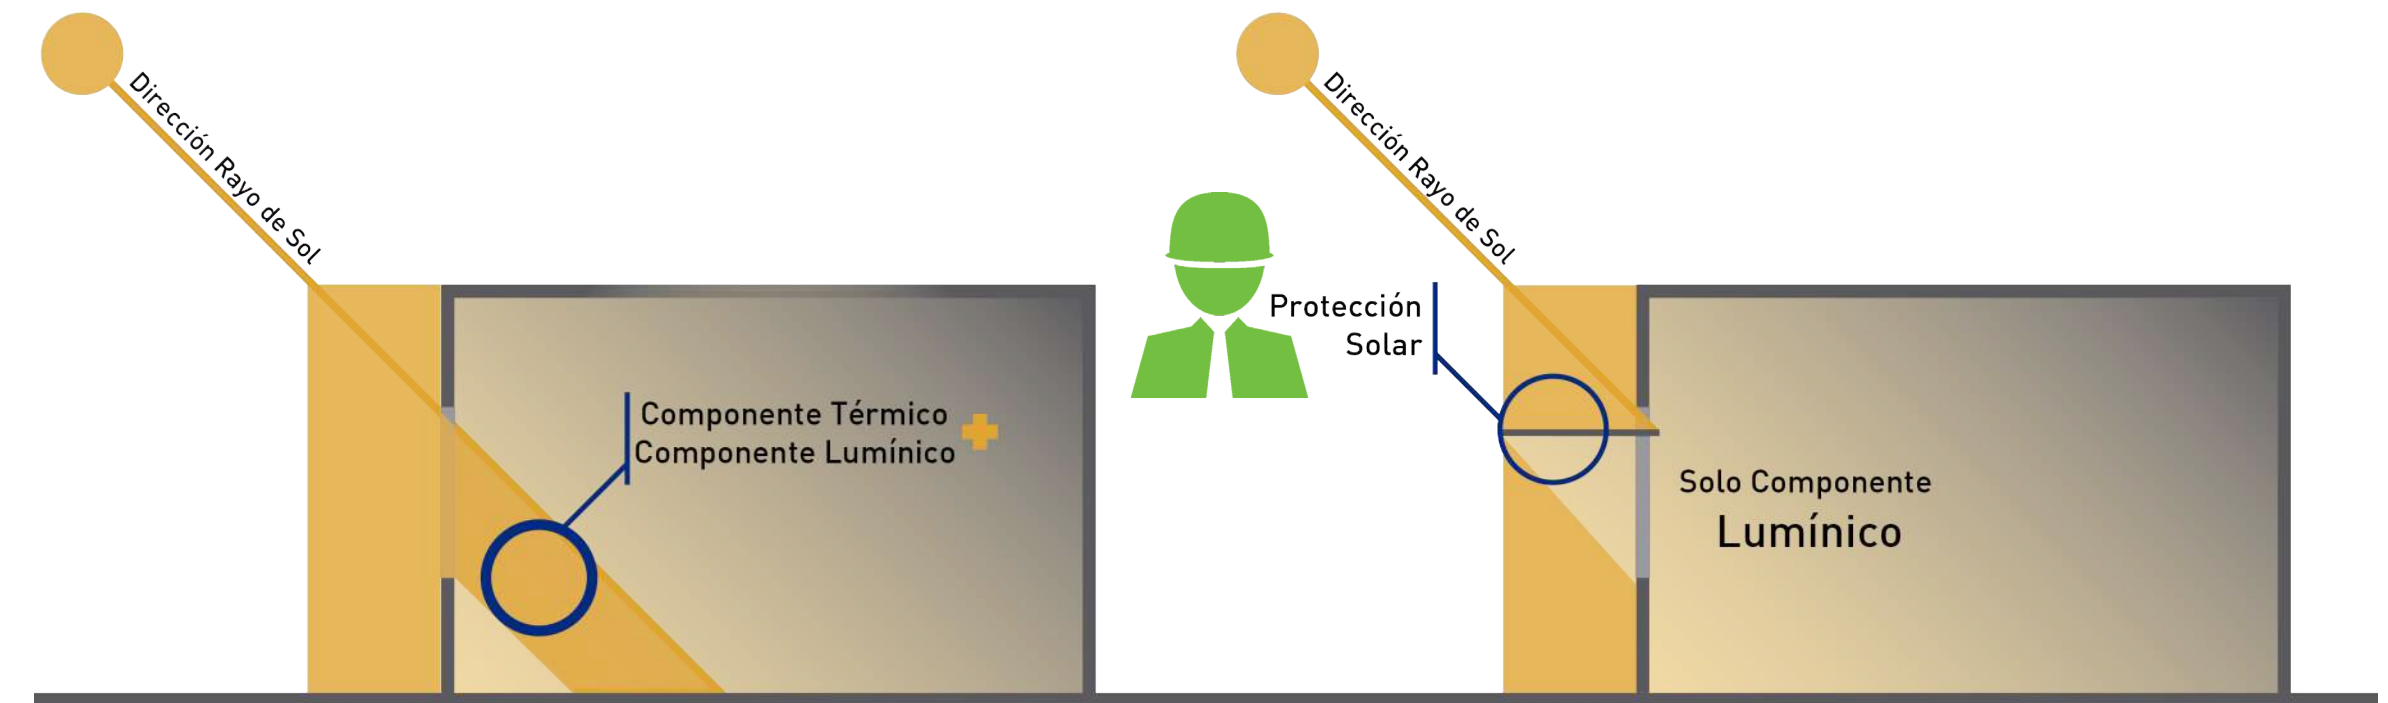 Dirección Rayo de Sol
Componente Térmico
Componente Lumínico
Dirección Rayo de Sol
Protección
Solar
Solo Componente
Lumínico